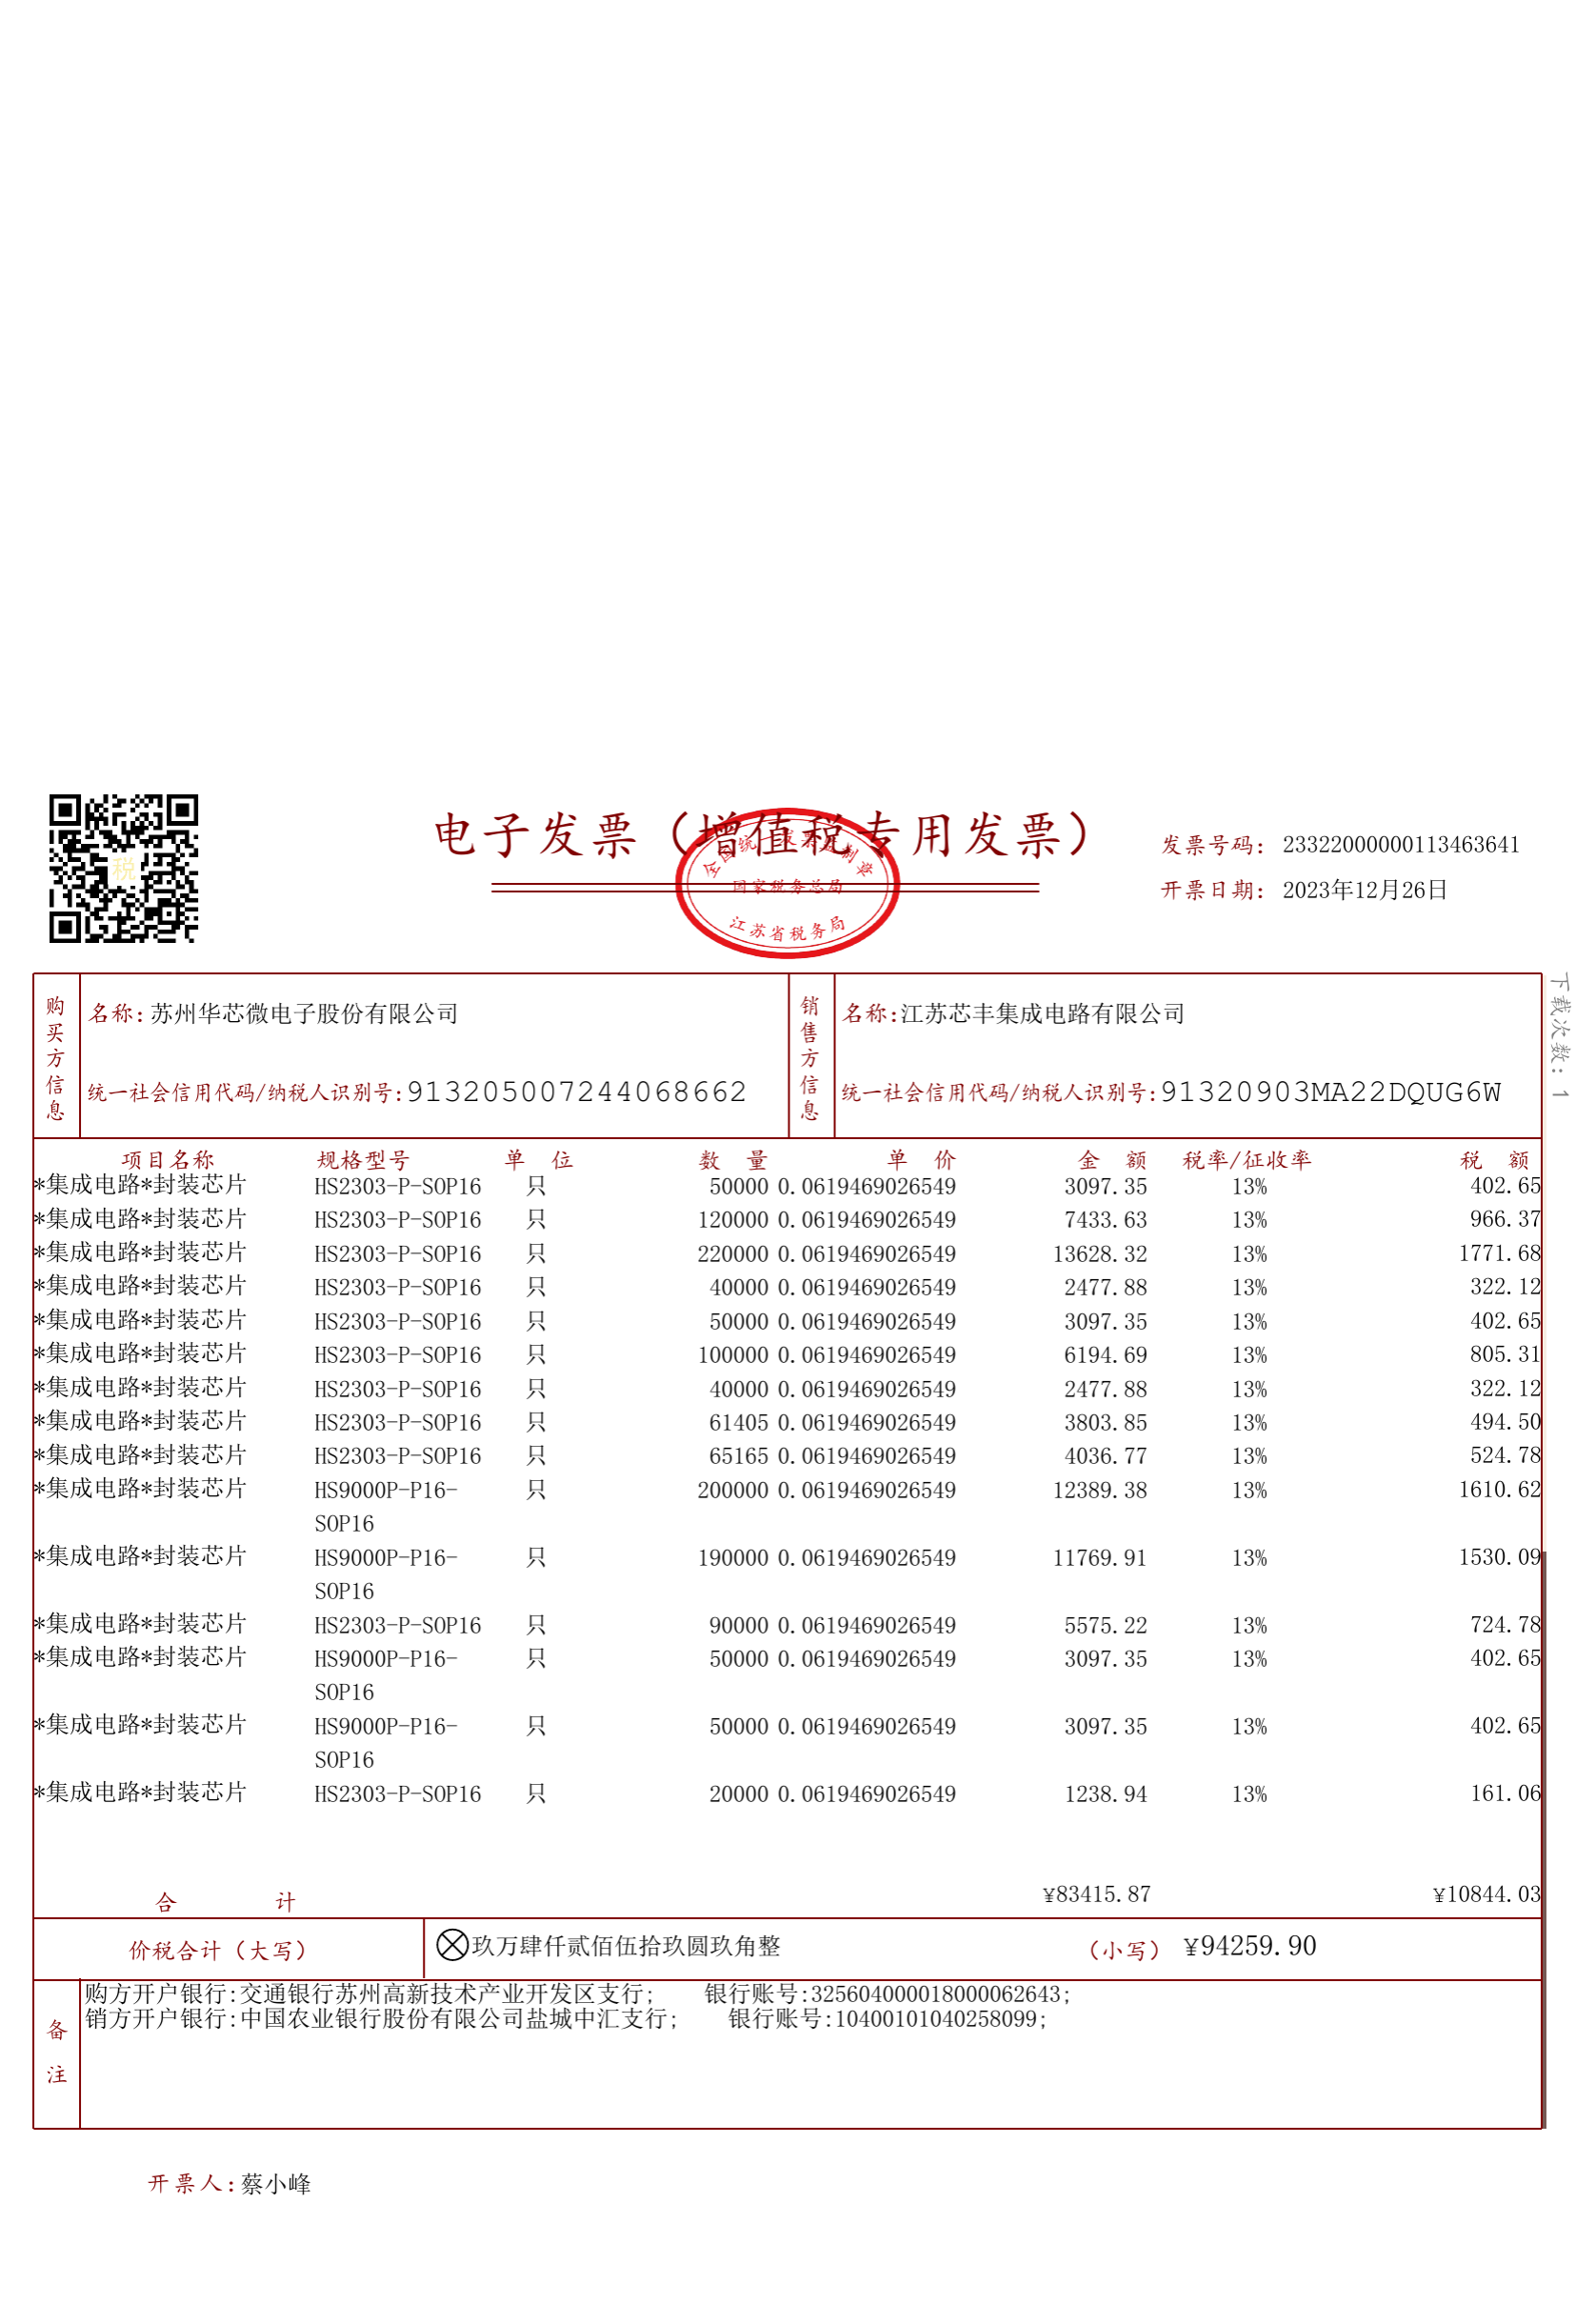 电子发票（增值税专用发票）
全国统一发票监制章
国家税务总局
江苏省税务局
税
发票号码：23322000000113463641
开票日期：2023年12月26日
下载次数：1
购买方信息
名称：苏州华芯微电子股份有限公司
统一社会信用代码/纳税人识别号：913205007244068662
销售方信息
名称：江苏芯丰集成电路有限公司
统一社会信用代码/纳税人识别号：91320903MA22DQUG6W
项目名称 规格型号 单 位 数 量 单 价 金 额 税率/征收率 税 额
*集成电路*封装芯片 HS2303-P-SOP16 只 50000 0.0619469026549 3097.35 13% 402.65
*集成电路*封装芯片 HS2303-P-SOP16 只 120000 0.0619469026549 7433.63 13% 966.37
*集成电路*封装芯片 HS2303-P-SOP16 只 220000 0.0619469026549 13628.32 13% 1771.68
*集成电路*封装芯片 HS2303-P-SOP16 只 40000 0.0619469026549 2477.88 13% 322.12
*集成电路*封装芯片 HS2303-P-SOP16 只 50000 0.0619469026549 3097.35 13% 402.65
*集成电路*封装芯片 HS2303-P-SOP16 只 100000 0.0619469026549 6194.69 13% 805.31
*集成电路*封装芯片 HS2303-P-SOP16 只 40000 0.0619469026549 2477.88 13% 322.12
*集成电路*封装芯片 HS2303-P-SOP16 只 61405 0.0619469026549 3803.85 13% 494.50
*集成电路*封装芯片 HS2303-P-SOP16 只 65165 0.0619469026549 4036.77 13% 524.78
*集成电路*封装芯片 HS9000P-P16- 只 200000 0.0619469026549 12389.38 13% 1610.62
SOP16
*集成电路*封装芯片 HS9000P-P16- 只 190000 0.0619469026549 11769.91 13% 1530.09
SOP16
*集成电路*封装芯片 HS2303-P-SOP16 只 90000 0.0619469026549 5575.22 13% 724.78
*集成电路*封装芯片 HS9000P-P16- 只 50000 0.0619469026549 3097.35 13% 402.65
SOP16
*集成电路*封装芯片 HS9000P-P16- 只 50000 0.0619469026549 3097.35 13% 402.65
SOP16
*集成电路*封装芯片 HS2303-P-SOP16 只 20000 0.0619469026549 1238.94 13% 161.06
合 计 ¥83415.87 ¥10844.03
价税合计（大写） 玖万肆仟贰佰伍拾玖圆玖角整 （小写）¥94259.90
备注
购方开户银行:交通银行苏州高新技术产业开发区支行; 银行账号:325604000018000062643;
销方开户银行:中国农业银行股份有限公司盐城中汇支行; 银行账号:10400101040258099;
开票人：蔡小峰